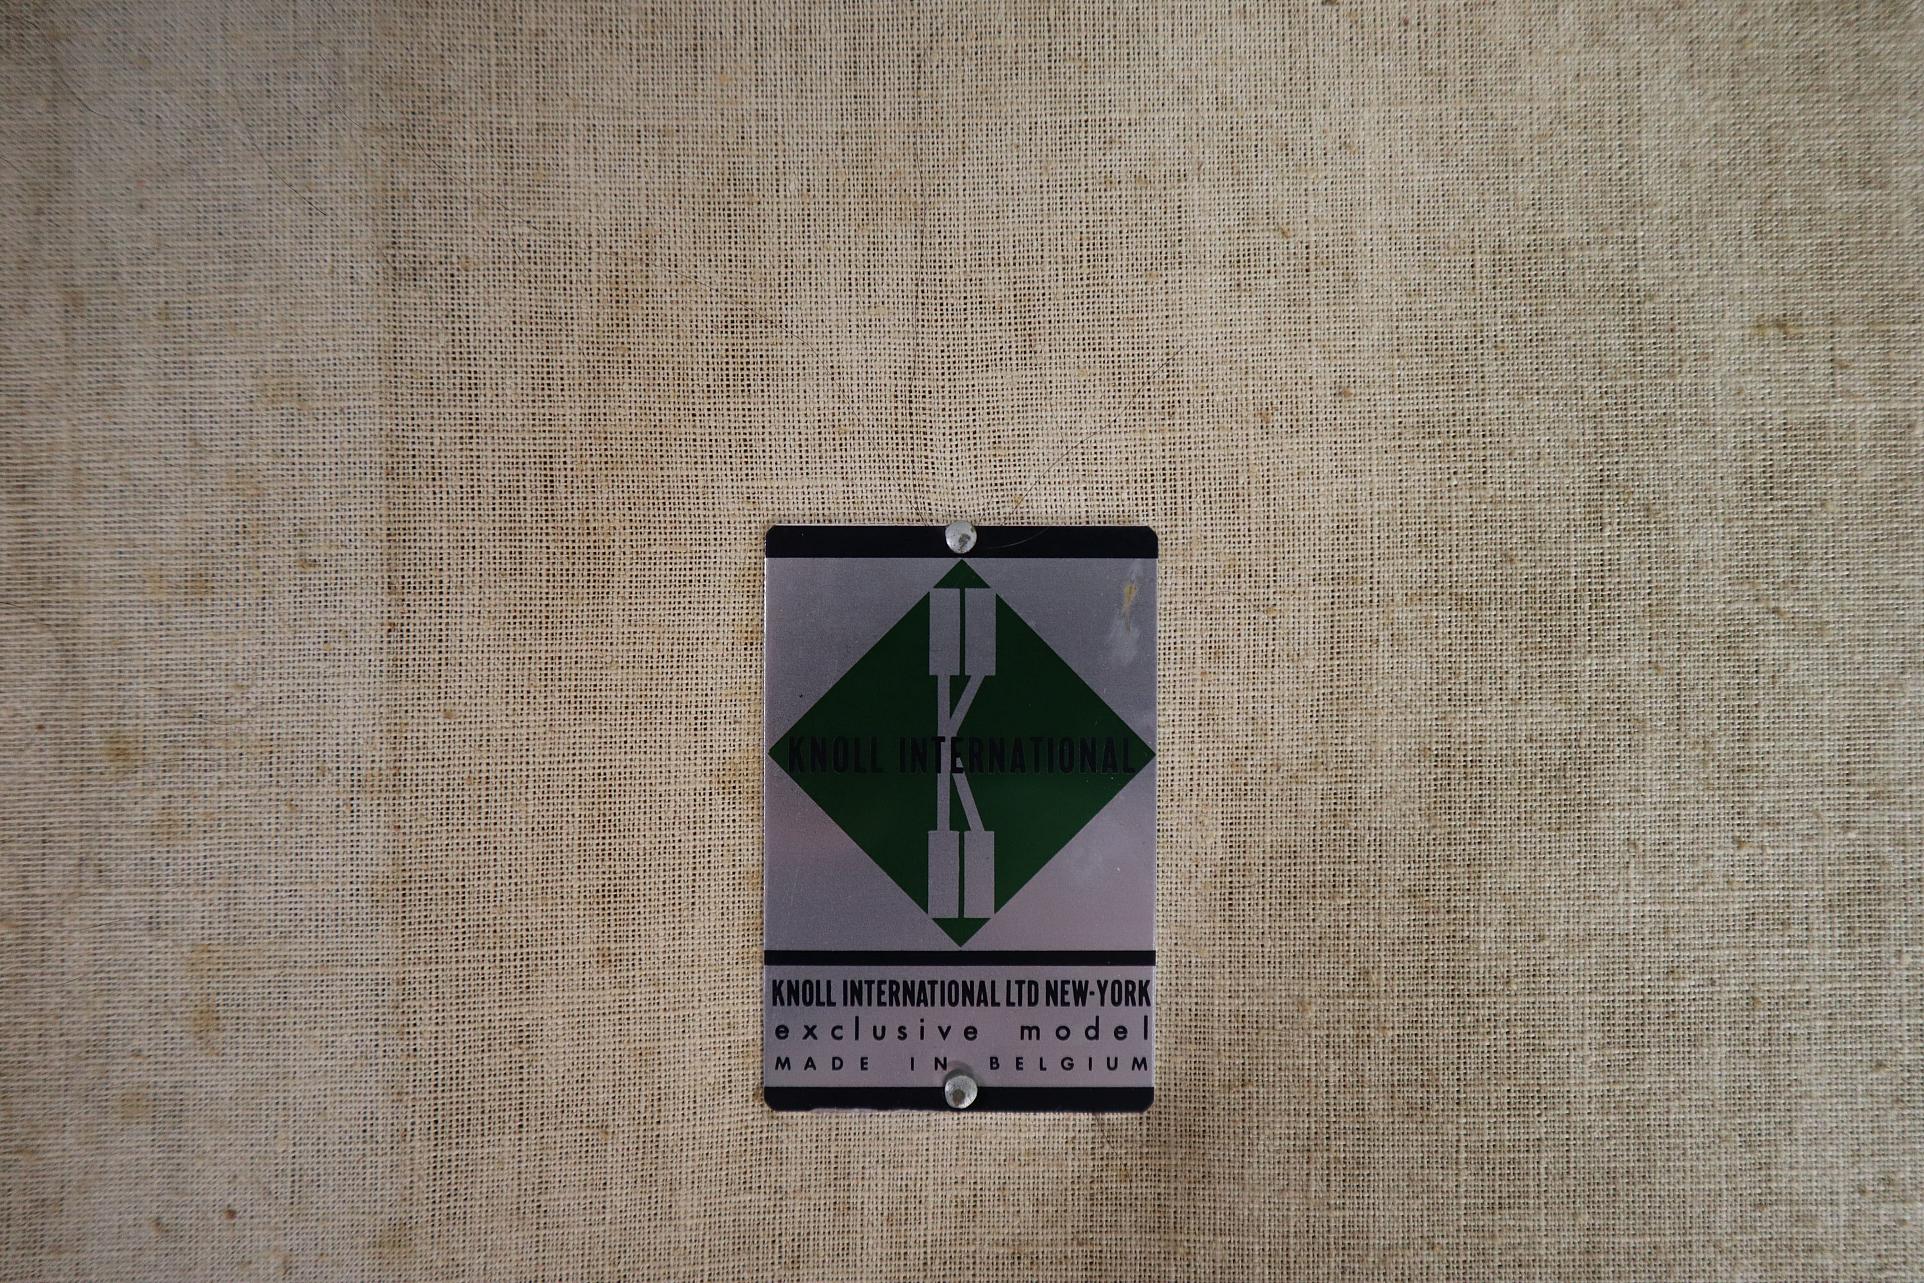 K
KNOLL INTERNATIONAL
KNOLL INTERNATIONAL LTD NEW-YORK
exclusive model
MADE IN BELGIUM